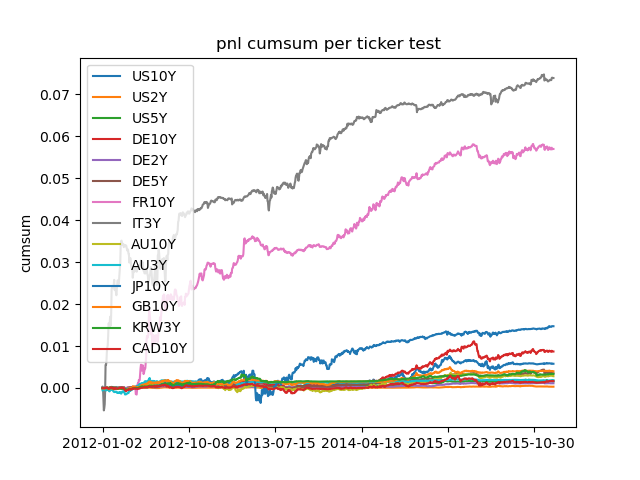 pnl cumsum per ticker test
cumsum
0.07
0.06
0.05
0.04
0.03
0.02
0.01
0.00
US10Y
US2Y
US5Y
DE10Y
DE2Y
DE5Y
FR10Y
IT3Y
AU10Y
AU3Y
JP10Y
GB10Y
KRW3Y
CAD10Y
2012-01-02 2012-10-08 2013-07-15 2014-04-18 2015-01-23 2015-10-30